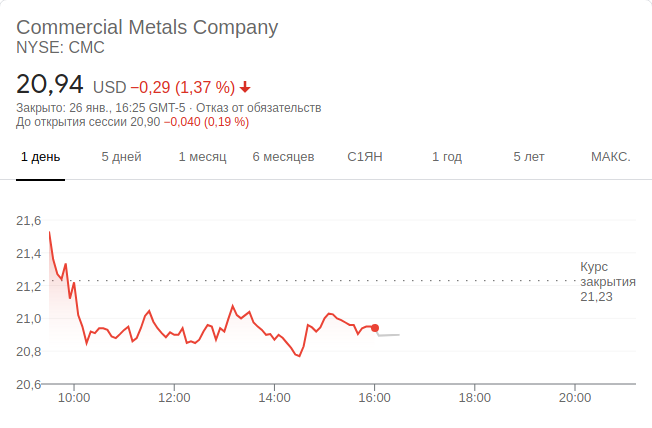 Commercial Metals Company
NYSE: CMC
20,94 USD −0,29 (1,37 %)
Закрыто: 26 янв., 16:25 GMT-5 · Отказ от обязательств
До открытия сессии 20,90 −0,040 (0,19 %)
1 день 5 дней 1 месяц 6 месяцев С1ЯН 1 год 5 лет МАКС.
21,6
21,4
21,2
21,0
20,8
20,6
Курс
закрытия
21,23
10:00 12:00 14:00 16:00 18:00 20:00